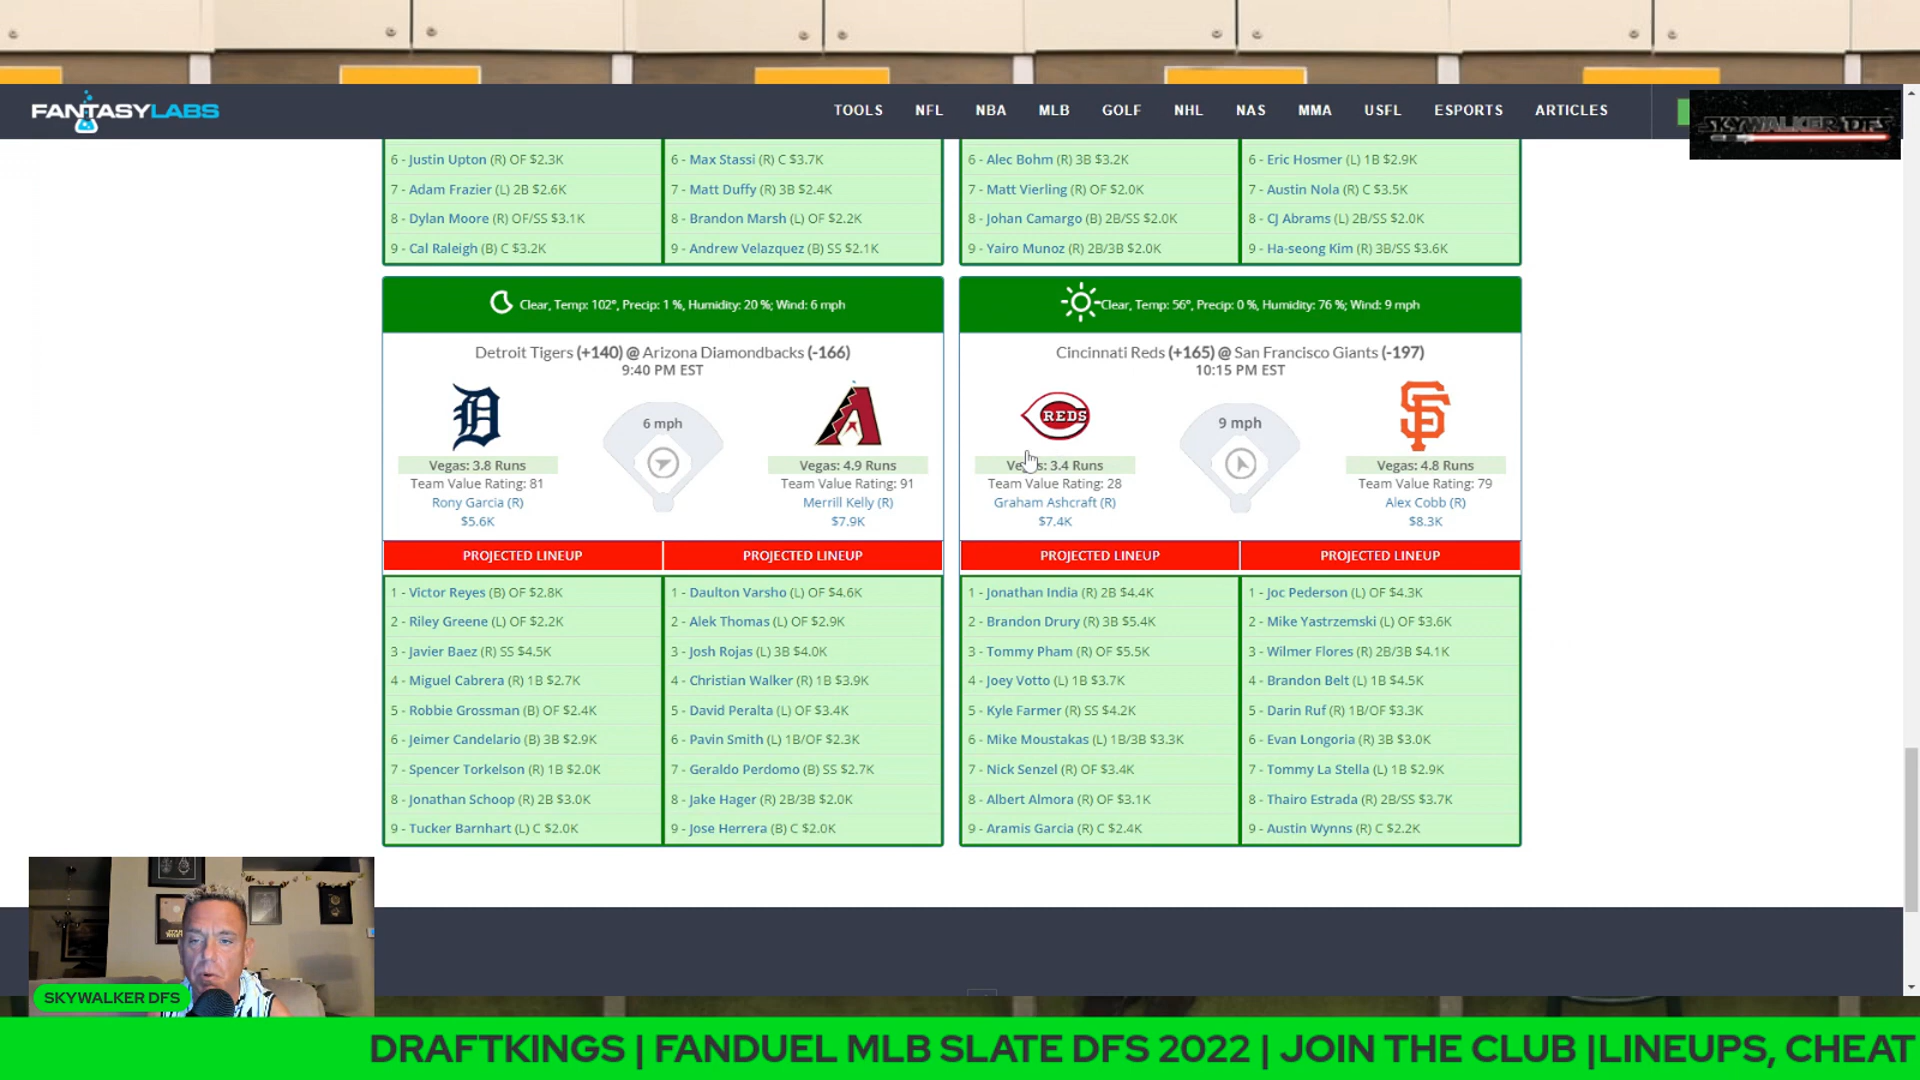 FANTASYLABS
TOOLS NFL NBA MLB GOLF NHL NAS MMA USFL ESPORTS ARTICLES
SKYWALKER DFS
6 - Justin Upton (R) OF $2.3K
7 - Adam Frazier (L) 2B $2.6K
8 - Dylan Moore (R) OF/SS $3.1K
9 - Cal Raleigh (B) C $3.2K
6 - Max Stassi (R) C $3.7K
7 - Matt Duffy (R) 3B $2.4K
8 - Brandon Marsh (L) OF $2.2K
9 - Andrew Velazquez (B) SS $2.1K
6 - Alec Bohm (R) 3B $3.2K
7 - Matt Vierling (R) OF $2.0K
8 - Johan Camargo (B) 2B/SS $2.0K
9 - Yairo Munoz (R) 2B/3B $2.0K
6 - Eric Hosmer (L) 1B $2.9K
7 - Austin Nola (R) C $3.5K
8 - CJ Abrams (L) 2B/SS $2.0K
9 - Ha-seong Kim (R) 3B/SS $3.6K
Clear, Temp: 102°, Precip: 1 %, Humidity: 20 %; Wind: 6 mph
Detroit Tigers (+140) @ Arizona Diamondbacks (-166)
9:40 PM EST
6 mph
Vegas: 3.8 Runs
Team Value Rating: 81
Rony Garcia (R)
$5.6K
Vegas: 4.9 Runs
Team Value Rating: 91
Merrill Kelly (R)
$7.9K
PROJECTED LINEUP
1 - Victor Reyes (B) OF $2.8K
2 - Riley Greene (L) OF $2.2K
3 - Javier Baez (R) SS $4.5K
4 - Miguel Cabrera (R) 1B $2.7K
5 - Robbie Grossman (B) OF $2.4K
6 - Jeimer Candelario (B) 3B $2.9K
7 - Spencer Torkelson (R) 1B $2.0K
8 - Jonathan Schoop (R) 2B $3.0K
9 - Tucker Barnhart (L) C $2.0K
PROJECTED LINEUP
1 - Daulton Varsho (L) OF $4.6K
2 - Alek Thomas (L) OF $2.9K
3 - Josh Rojas (L) 3B $4.0K
4 - Christian Walker (R) 1B $3.9K
5 - David Peralta (L) OF $3.4K
6 - Pavin Smith (L) 1B/OF $2.3K
7 - Geraldo Perdomo (B) SS $2.7K
8 - Jake Hager (R) 2B/3B $2.0K
9 - Jose Herrera (B) C $2.0K
Clear, Temp: 56°, Precip: 0 %, Humidity: 76 %; Wind: 9 mph
Cincinnati Reds (+165) @ San Francisco Giants (-197)
10:15 PM EST
REDS
9 mph
SF
: 3.4 Runs
Team Value Rating: 28
Graham Ashcraft (R)
$7.4K
Vegas: 4.8 Runs
Team Value Rating: 79
Alex Cobb (R)
$8.3K
PROJECTED LINEUP
1 - Jonathan India (R) 2B $4.4K
2 - Brandon Drury (R) 3B $5.4K
3 - Tommy Pham (R) OF $5.5K
4 - Joey Votto (L) 1B $3.7K
5 - Kyle Farmer (R) SS $4.2K
6 - Mike Moustakas (L) 1B/3B $3.3K
7 - Nick Senzel (R) OF $3.4K
8 - Albert Almora (R) OF $3.1K
9 - Aramis Garcia (R) C $2.4K
PROJECTED LINEUP
1 - Joc Pederson (L) OF $4.3K
2 - Mike Yastrzemski (L) OF $3.6K
3 - Wilmer Flores (R) 2B/3B $4.1K
4 - Brandon Belt (L) 1B $4.5K
5 - Darin Ruf (R) 1B/OF $3.3K
6 - Evan Longoria (R) 3B $3.0K
7 - Tommy La Stella (L) 1B $2.9K
8 - Thairo Estrada (R) 2B/SS $3.7K
9 - Austin Wynns (R) C $2.2K
SKYWALKER DFS
DRAFTKINGS | FANDUEL MLB SLATE DFS 2022 | JOIN THE CLUB |LINEUPS, CHEAT